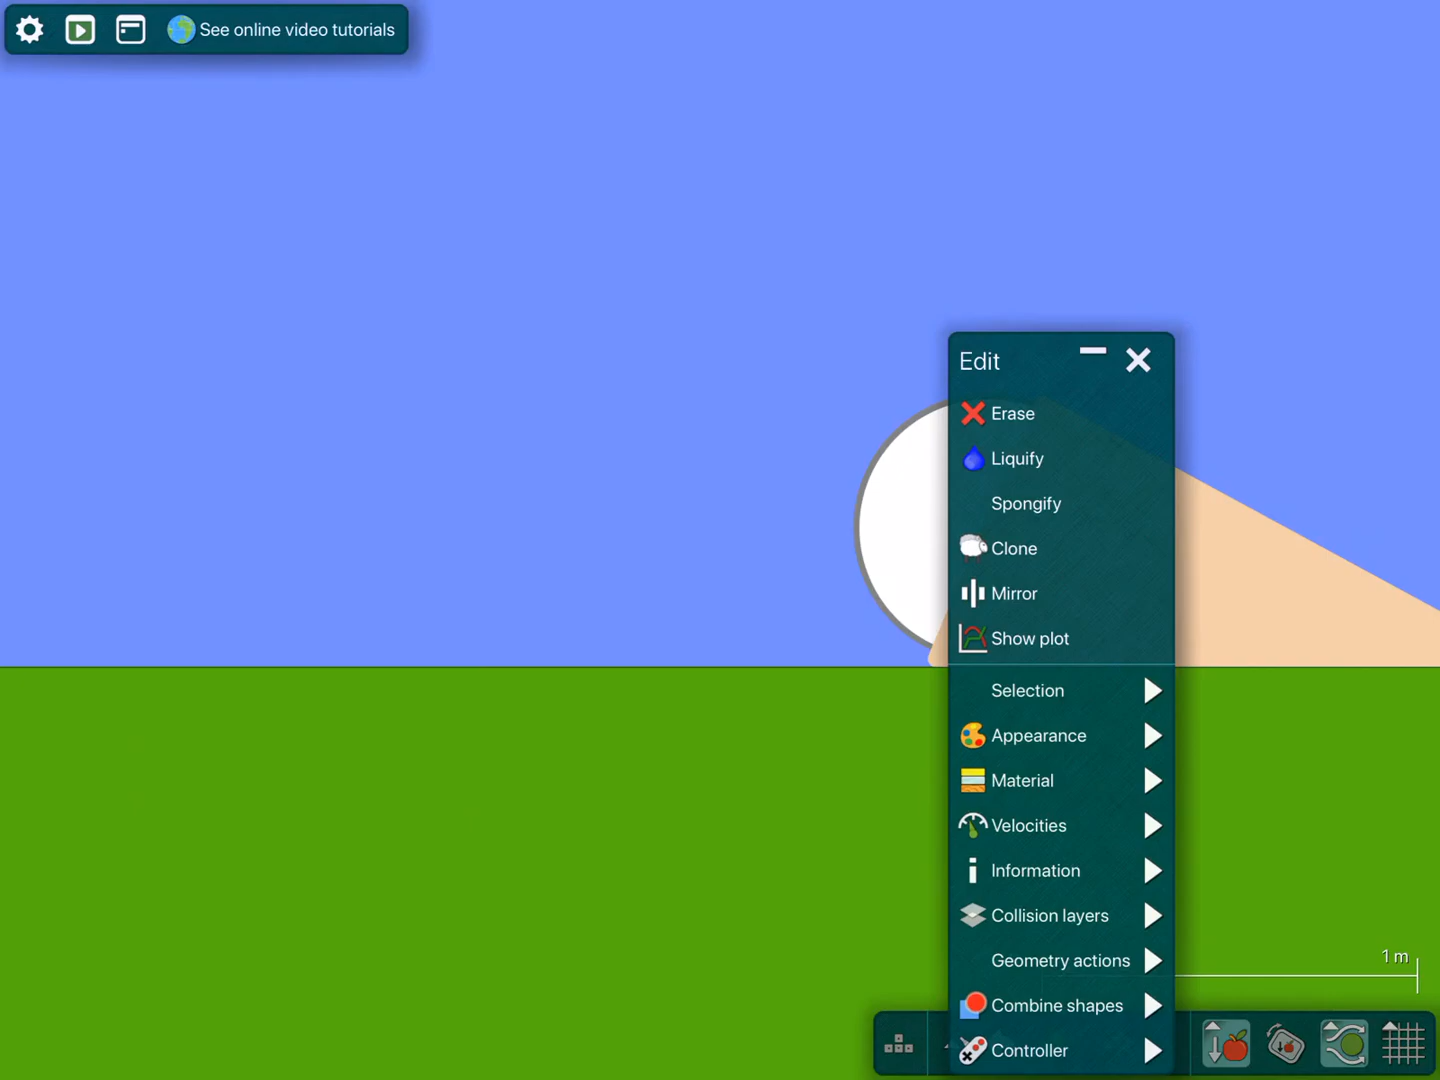 See online video tutorials
Edit
Erase
Liquify
Spongify
Clone
Mirror
Show plot
Selection
Appearance
Material
Velocities
Information
Collision layers
Geometry actions
1 m
Combine shapes
Controller